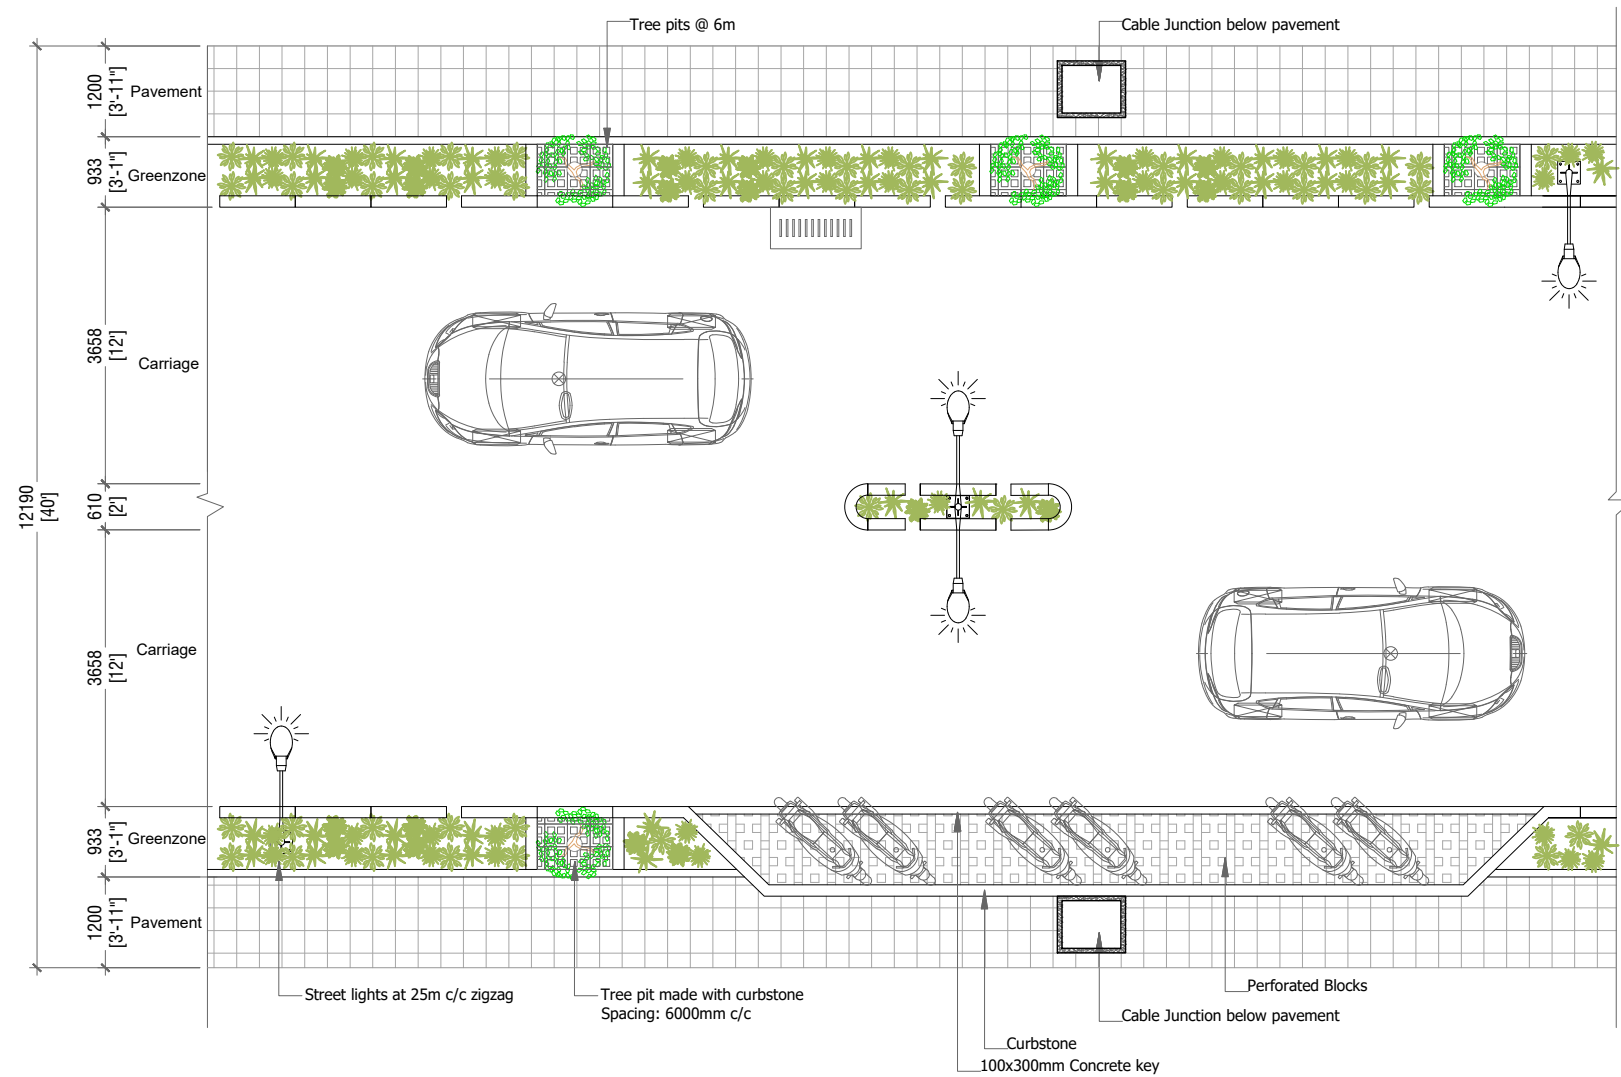 Tree pits @ 6m
Cable Junction below pavement
1200
[3'-11"]
Pavement
933
[3'-1"]
Greenzone
3658
[12']
Carriage
12190
[40']
610
[2']
3658
[12']
Carriage
933
[3'-1"]
Greenzone
1200
[3'-11"]
Pavement
Street lights at 25m c/c zigzag
Tree pit made with curbstone
Spacing: 6000mm c/c
Perforated Blocks
Cable Junction below pavement
Curbstone
100x300mm Concrete key